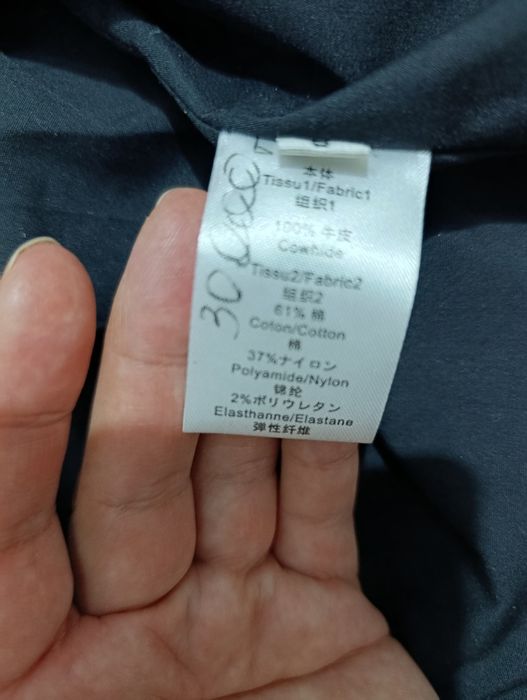 本体
Tissu1/Fabric1
组织1
100% 牛皮
Cowhide
Tissu2/Fabric2
组织2
61% 棉
Coton/Cotton
棉
37%ナイロン
Polyamide/Nylon
锦纶
2%ポリウレタン
Elasthanne/Elastane
弹性纤维
30